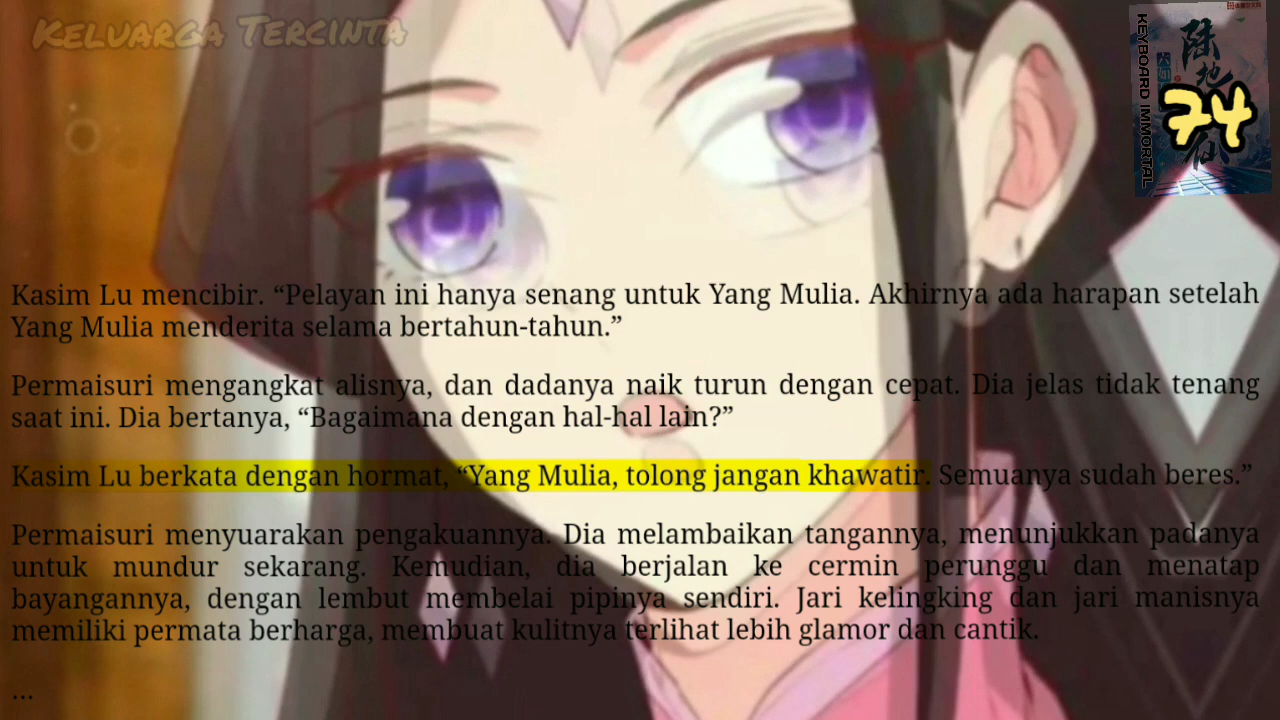 Keluarga Tercinta
KEYBOARD IMMORTAL
74
Kasim Lu mencibir. “Pelayan ini hanya senang untuk Yang Mulia. Akhirnya ada harapan setelah
Yang Mulia menderita selama bertahun-tahun.”
Permaisuri mengangkat alisnya, dan dadanya naik turun dengan cepat. Dia jelas tidak tenang
saat ini. Dia bertanya, “Bagaimana dengan hal-hal lain?”
Kasim Lu berkata dengan hormat, “Yang Mulia, tolong jangan khawatir. Semuanya sudah beres.”
Permaisuri menyuarakan pengakuannya. Dia melambaikan tangannya, menunjukkan padanya
untuk mundur sekarang. Kemudian, dia berjalan ke cermin perunggu dan menatap
bayangannya, dengan lembut membelai pipinya sendiri. Jari kelingking dan jari manisnya
memiliki permata berharga, membuat kulitnya terlihat lebih glamor dan cantik.
...